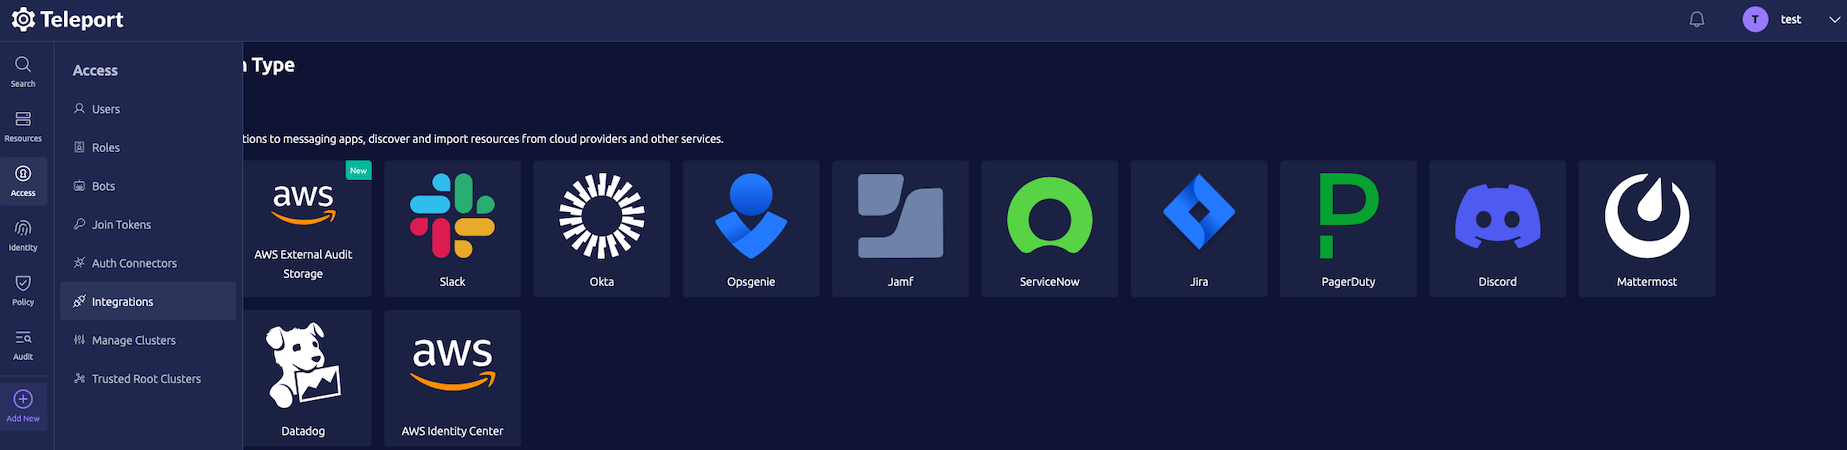 Teleport
T
test
Search
Resources
Access
Identity
Policy
Audit
Add New
Access
Users
Roles
Bots
Join Tokens
Auth Connectors
Integrations
Manage Clusters
Trusted Root Clusters
Type
tions to messaging apps, discover and import resources from cloud providers and other services.
New
aws
AWS External Audit
Storage
Slack
Okta
Opsgenie
Jamf
ServiceNow
Jira
PagerDuty
Discord
Mattermost
Datadog
aws
AWS Identity Center